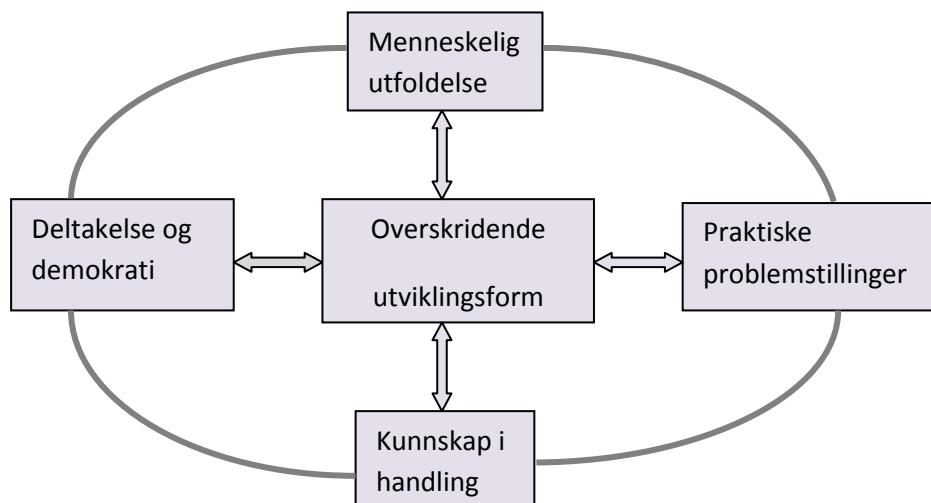 Menneskelig
utfoldelse
Deltakelse og
demokrati
Overskridende
utviklingsform
Praktiske
problemstillinger
Kunnskap i
handling